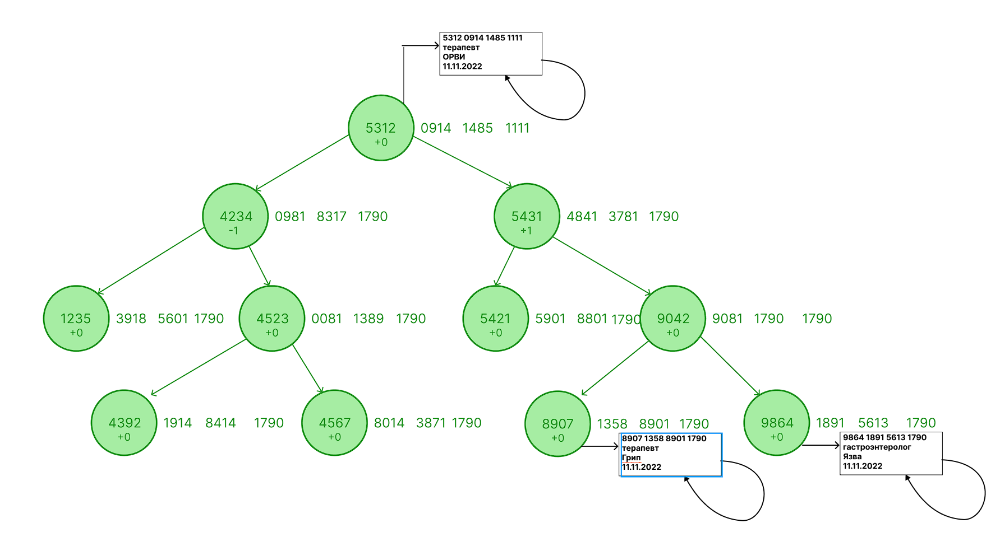 5312 0914 1485 1111
терапевт
ОРВИ
11.11.2022
5312 0914 1485 1111
+0
4234 0981 8317 1790
-1
5431 4841 3781 1790
+1
1235 3918 5601 1790
+0
4523 0081 1389 1790
+0
5421 5901 8801 1790
+0
9042 9081 1790 1790
+0
4392 1914 8414 1790
+0
4567 8014 3871 1790
+0
8907 1358 8901 1790
+0
9864 1891 5613 1790
+0
8907 1358 8901 1790
терапевт
Грип
11.11.2022
9864 1891 5613 1790
гастроэнтеролог
Язва
11.11.2022